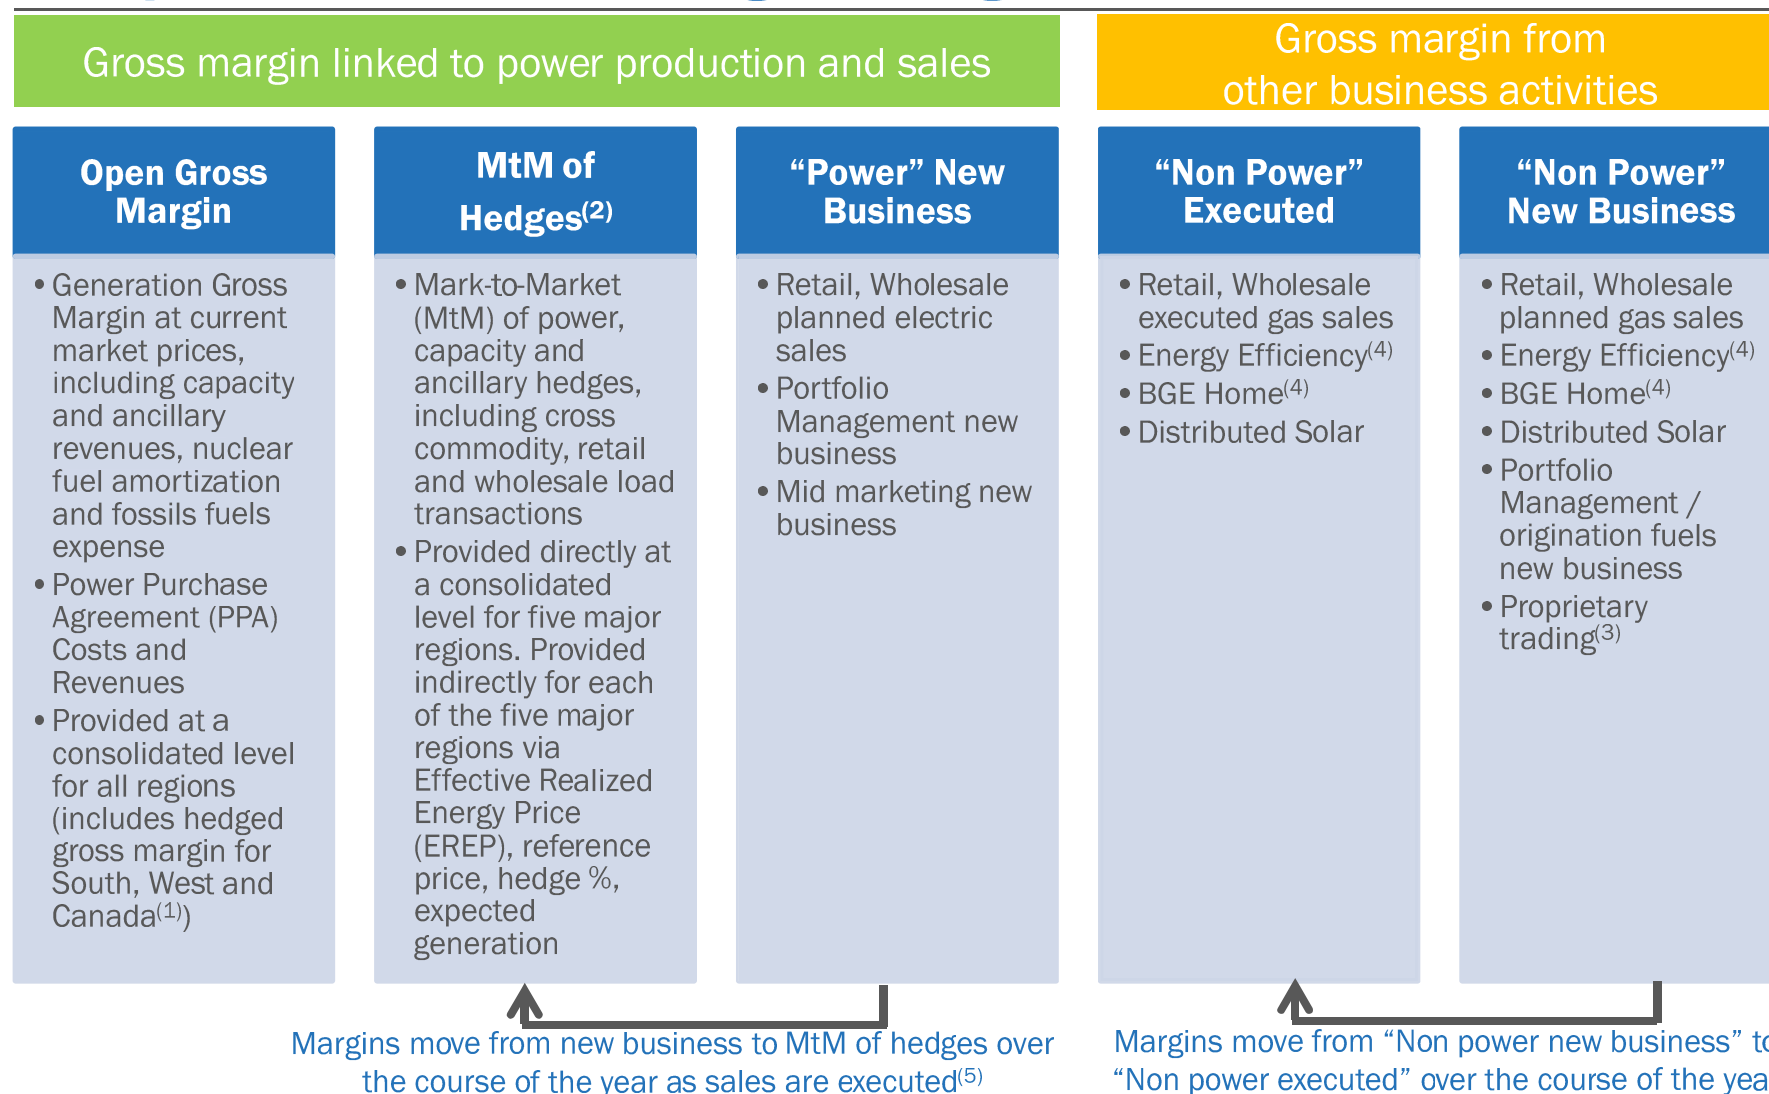 Gross margin linked to power production and sales
Gross margin from
other business activities
Open Gross
Margin
• Generation Gross
Margin at current
market prices,
including capacity
and ancillary
revenues, nuclear
fuel amortization
and fossils fuels
expense
• Power Purchase
Agreement (PPA)
Costs and
Revenues
• Provided at a
consolidated level
for all regions
(includes hedged
gross margin for
South, West and
Canada(1))
MtM of
Hedges(2)
• Mark-to-Market
(MtM) of power,
capacity and
ancillary hedges,
including cross
commodity, retail
and wholesale load
transactions
• Provided directly at
a consolidated
level for five major
regions. Provided
indirectly for each
of the five major
regions via
Effective Realized
Energy Price
(EREP), reference
price, hedge %,
expected
generation
“Power” New
Business
• Retail, Wholesale
planned electric
sales
• Portfolio
Management new
business
• Mid marketing new
business
“Non Power”
Executed
• Retail, Wholesale
executed gas sales
• Energy Efficiency(4)
• BGE Home(4)
• Distributed Solar
“Non Power”
New Business
• Retail, Wholesale
planned gas sales
• Energy Efficiency(4)
• BGE Home(4)
• Distributed Solar
• Portfolio
Management /
origination fuels
new business
• Proprietary
trading(3)
Margins move from new business to MtM of hedges over
the course of the year as sales are executed(5)
Margins move from “Non power new business”
“Non power executed” over the course of the